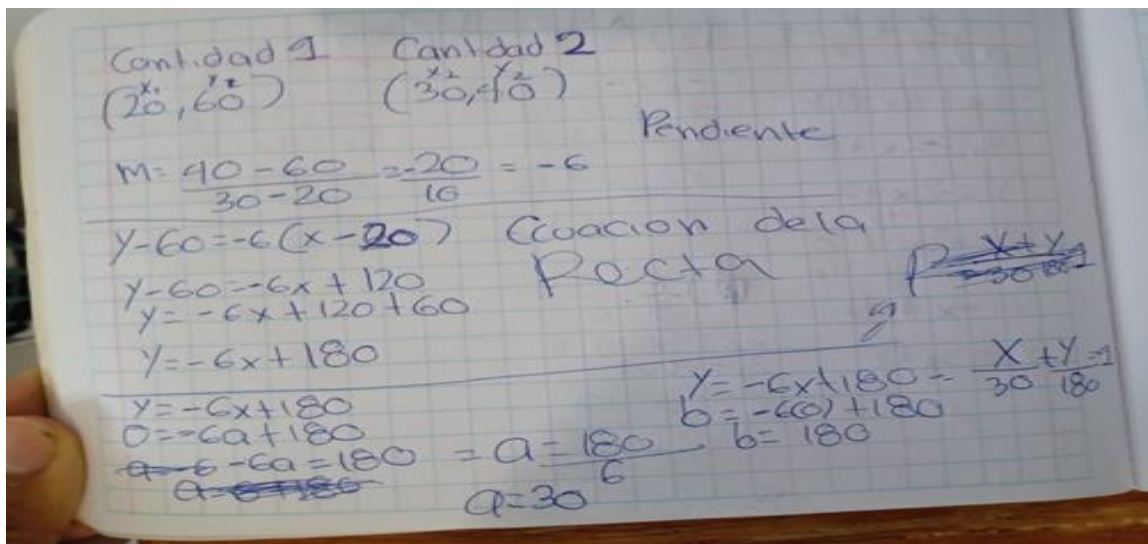 Cantidad 1 Cantidad 2
x1 y2 x2 y2
(20, 60) (30, 40)
Pendiente
M = 40 - 60 / 30 - 20 = -20 / 10 = -6
y - 60 = -6(x - 20) Ecuacion de la
Recta
y - 60 = -6x + 120
y = -6x + 120 + 60
y = -6x + 180
y = -6x + 180 y = -6x + 180 - x/30 + y/180 = 1
0 = -6a + 180 b = -6(0) + 180
-6a = 180 = a = 180 / 6 b = 180
a = 30